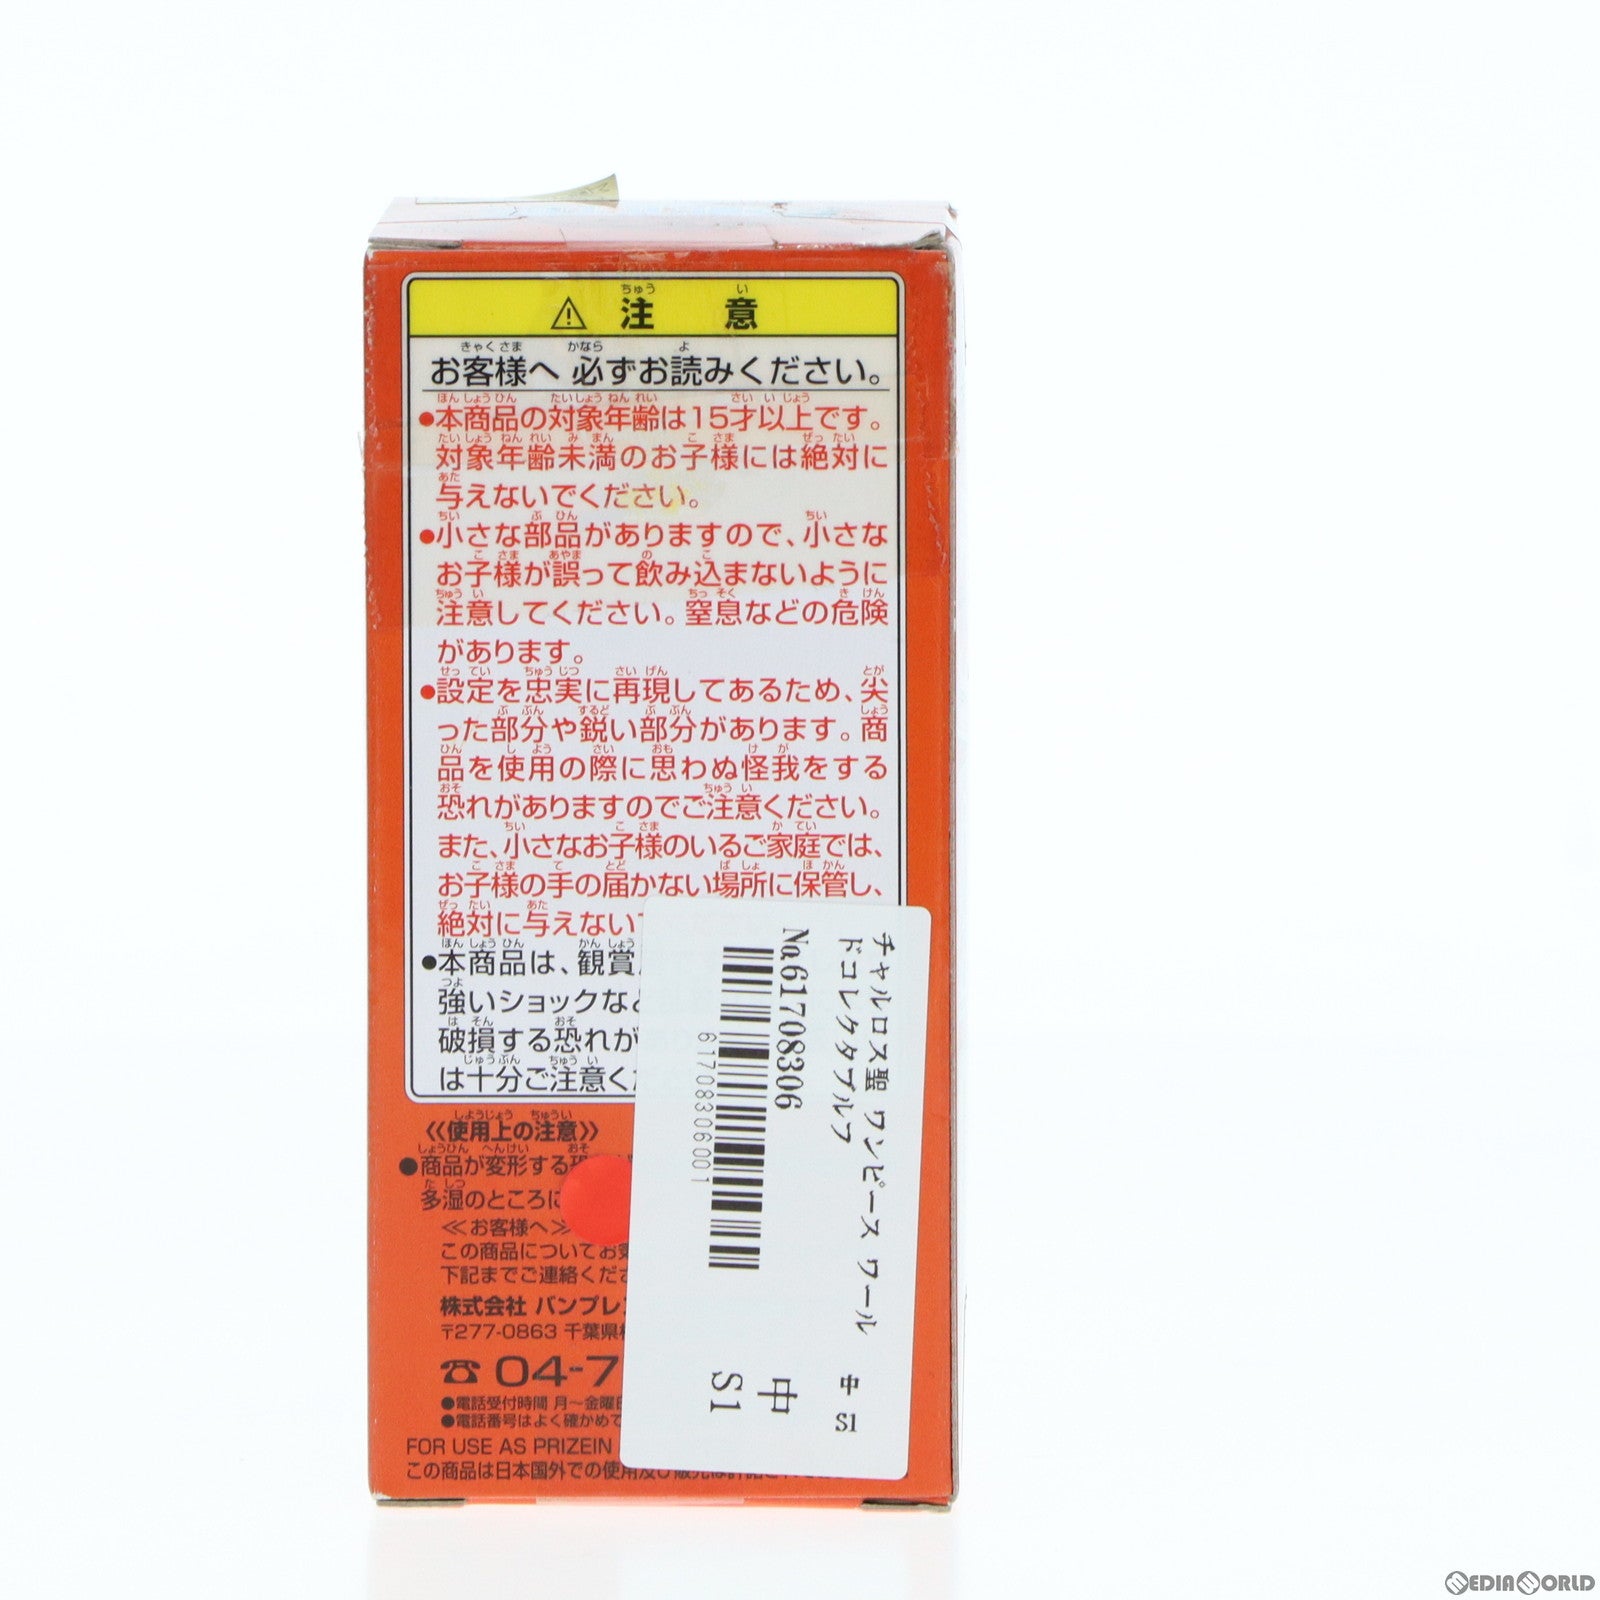 注意
お客様へ 必ずお読みください。
●本商品の対象年齢は15才以上です。
対象年齢未満のお子様には絶対に
与えないでください。
●小さな部品がありますので、小さな
お子様が誤って飲み込まないように
注意してください。窒息などの危険
があります。
●設定を忠実に再現してあるため、尖
った部分や鋭い部分があります。商
品を使用の際に思わぬ怪我をする
恐れがありますのでご注意ください。
また、小さなお子様のいるご家庭では、
お子様の手の届かない場所に保管し、
絶対に与えない
●本商品は、観賞
強いショックな
破損する恐れが
は十分ご注意く
≪使用上の注意≫
●商品が変形する
多湿のところに
≪お客様へ≫
この商品についてお
下記までご連絡くだ
株式会社 バンプレ
〒277-0863 千葉県
☎ 04-7
●電話受付時間 月〜金曜
●電話番号はよく確かめて
FOR USE AS PRIZEIN
この商品は日本国外での使用及び販売は許諾
チャルロス聖 ワンピース ワール
ドコレクタブルフ
中 S1
No.61708306
61708306001
中
S1
MEDIAWORLD